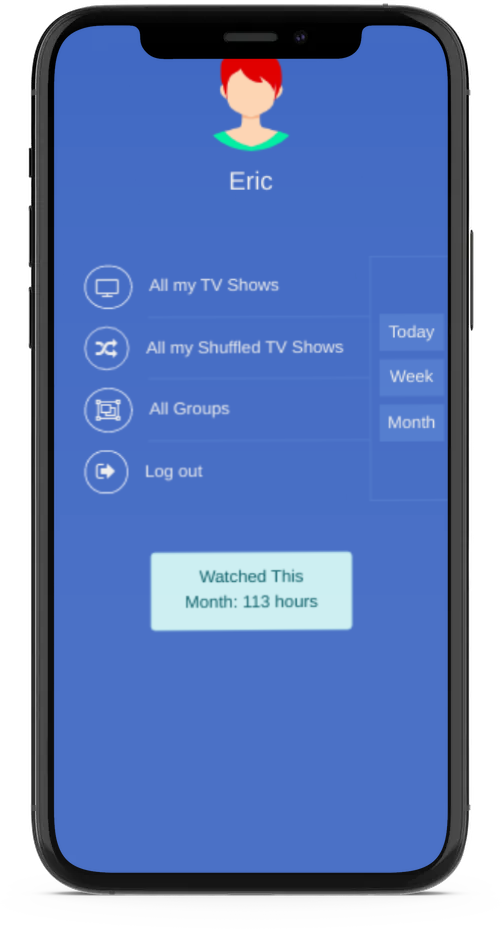 Eric
All my TV Shows
All my Shuffled TV Shows
All Groups
Log out
Today
Week
Month
Watched This
Month: 113 hours